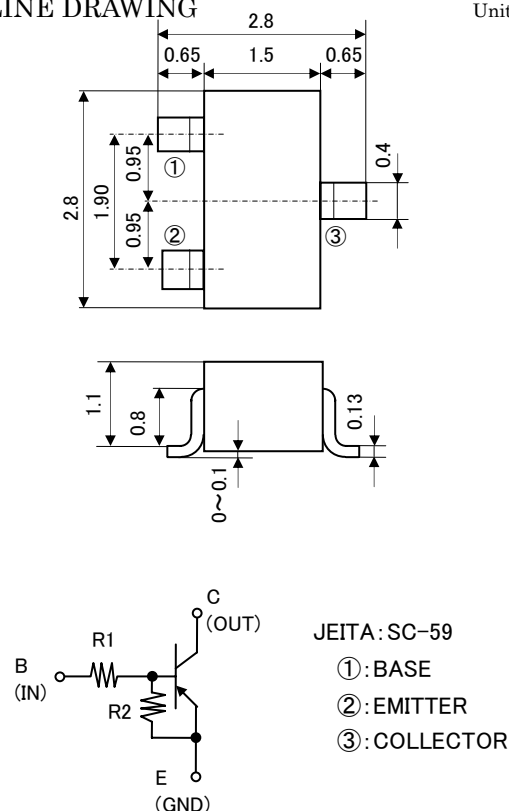 LINE DRAWING
Unit
2.8
0.65 1.5 0.65
2.8
1.90
0.95
0.95
①
②
③
0.4
1.1
0.8
0.13
0~0.1
C
(OUT)
R1
B
(IN)
R2
E
(GND)
JEITA:SC-59
①:BASE
②:EMITTER
③:COLLECTOR